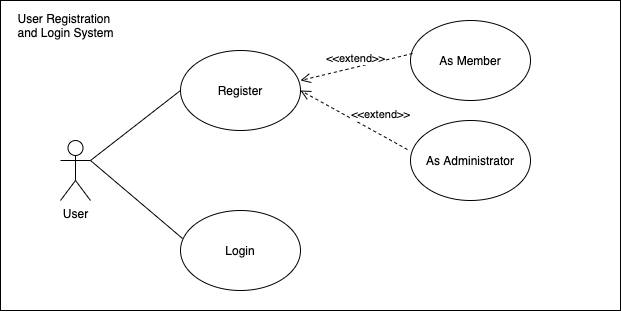 User Registration
and Login System
<<extend>>
As Member
Register
<<extend>>
As Administrator
User
Login